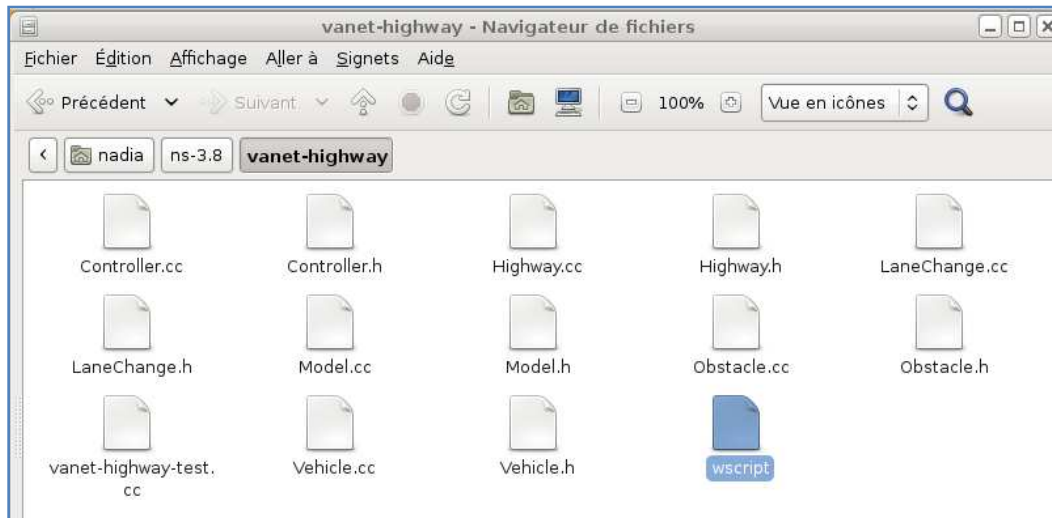 vanet-highway - Navigateur de fichiers
Fichier Édition Affichage Aller à Signets Aide
Précédent Suivant 100% Vue en icônes
nadia ns-3.8 vanet-highway
Controller.cc Controller.h Highway.cc Highway.h LaneChange.cc
LaneChange.h Model.cc Model.h Obstacle.cc Obstacle.h
vanet-highway-test.cc Vehicle.cc Vehicle.h wscript